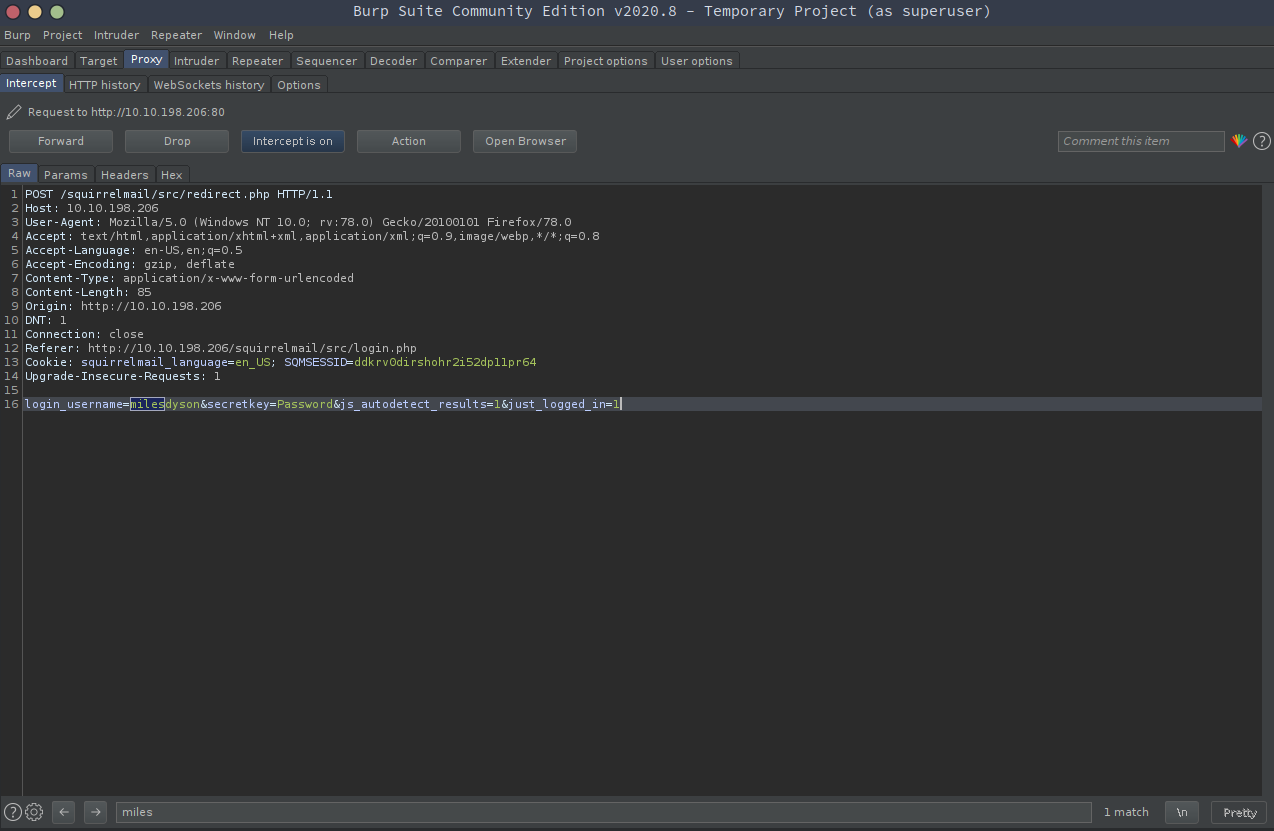 Burp Suite Community Edition v2020.8 – Temporary Project (as superuser)
Burp Project Intruder Repeater Window Help
Dashboard Target Proxy Intruder Repeater Sequencer Decoder Comparer Extender Project options User options
Intercept HTTP history WebSockets history Options
Request to http://10.10.198.206:80
Forward Drop Intercept is on Action Open Browser Comment this item ?
Raw Params Headers Hex
1 POST /squirrelmail/src/redirect.php HTTP/1.1
2 Host: 10.10.198.206
3 User-Agent: Mozilla/5.0 (Windows NT 10.0; rv:78.0) Gecko/20100101 Firefox/78.0
4 Accept: text/html,application/xhtml+xml,application/xml;q=0.9,image/webp,*/*;q=0.8
5 Accept-Language: en-US,en;q=0.5
6 Accept-Encoding: gzip, deflate
7 Content-Type: application/x-www-form-urlencoded
8 Content-Length: 85
9 Origin: http://10.10.198.206
10 DNT: 1
11 Connection: close
12 Referer: http://10.10.198.206/squirrelmail/src/login.php
13 Cookie: squirrelmail_language=en_US; SQMSESSID=ddkrv0dirshohr2i52dp11pr64
14 Upgrade-Insecure-Requests: 1
15
16 login_username=milesdyson&secretkey=Password&js_autodetect_results=1&just_logged_in=1
? ← → miles 1 match \n Pretty